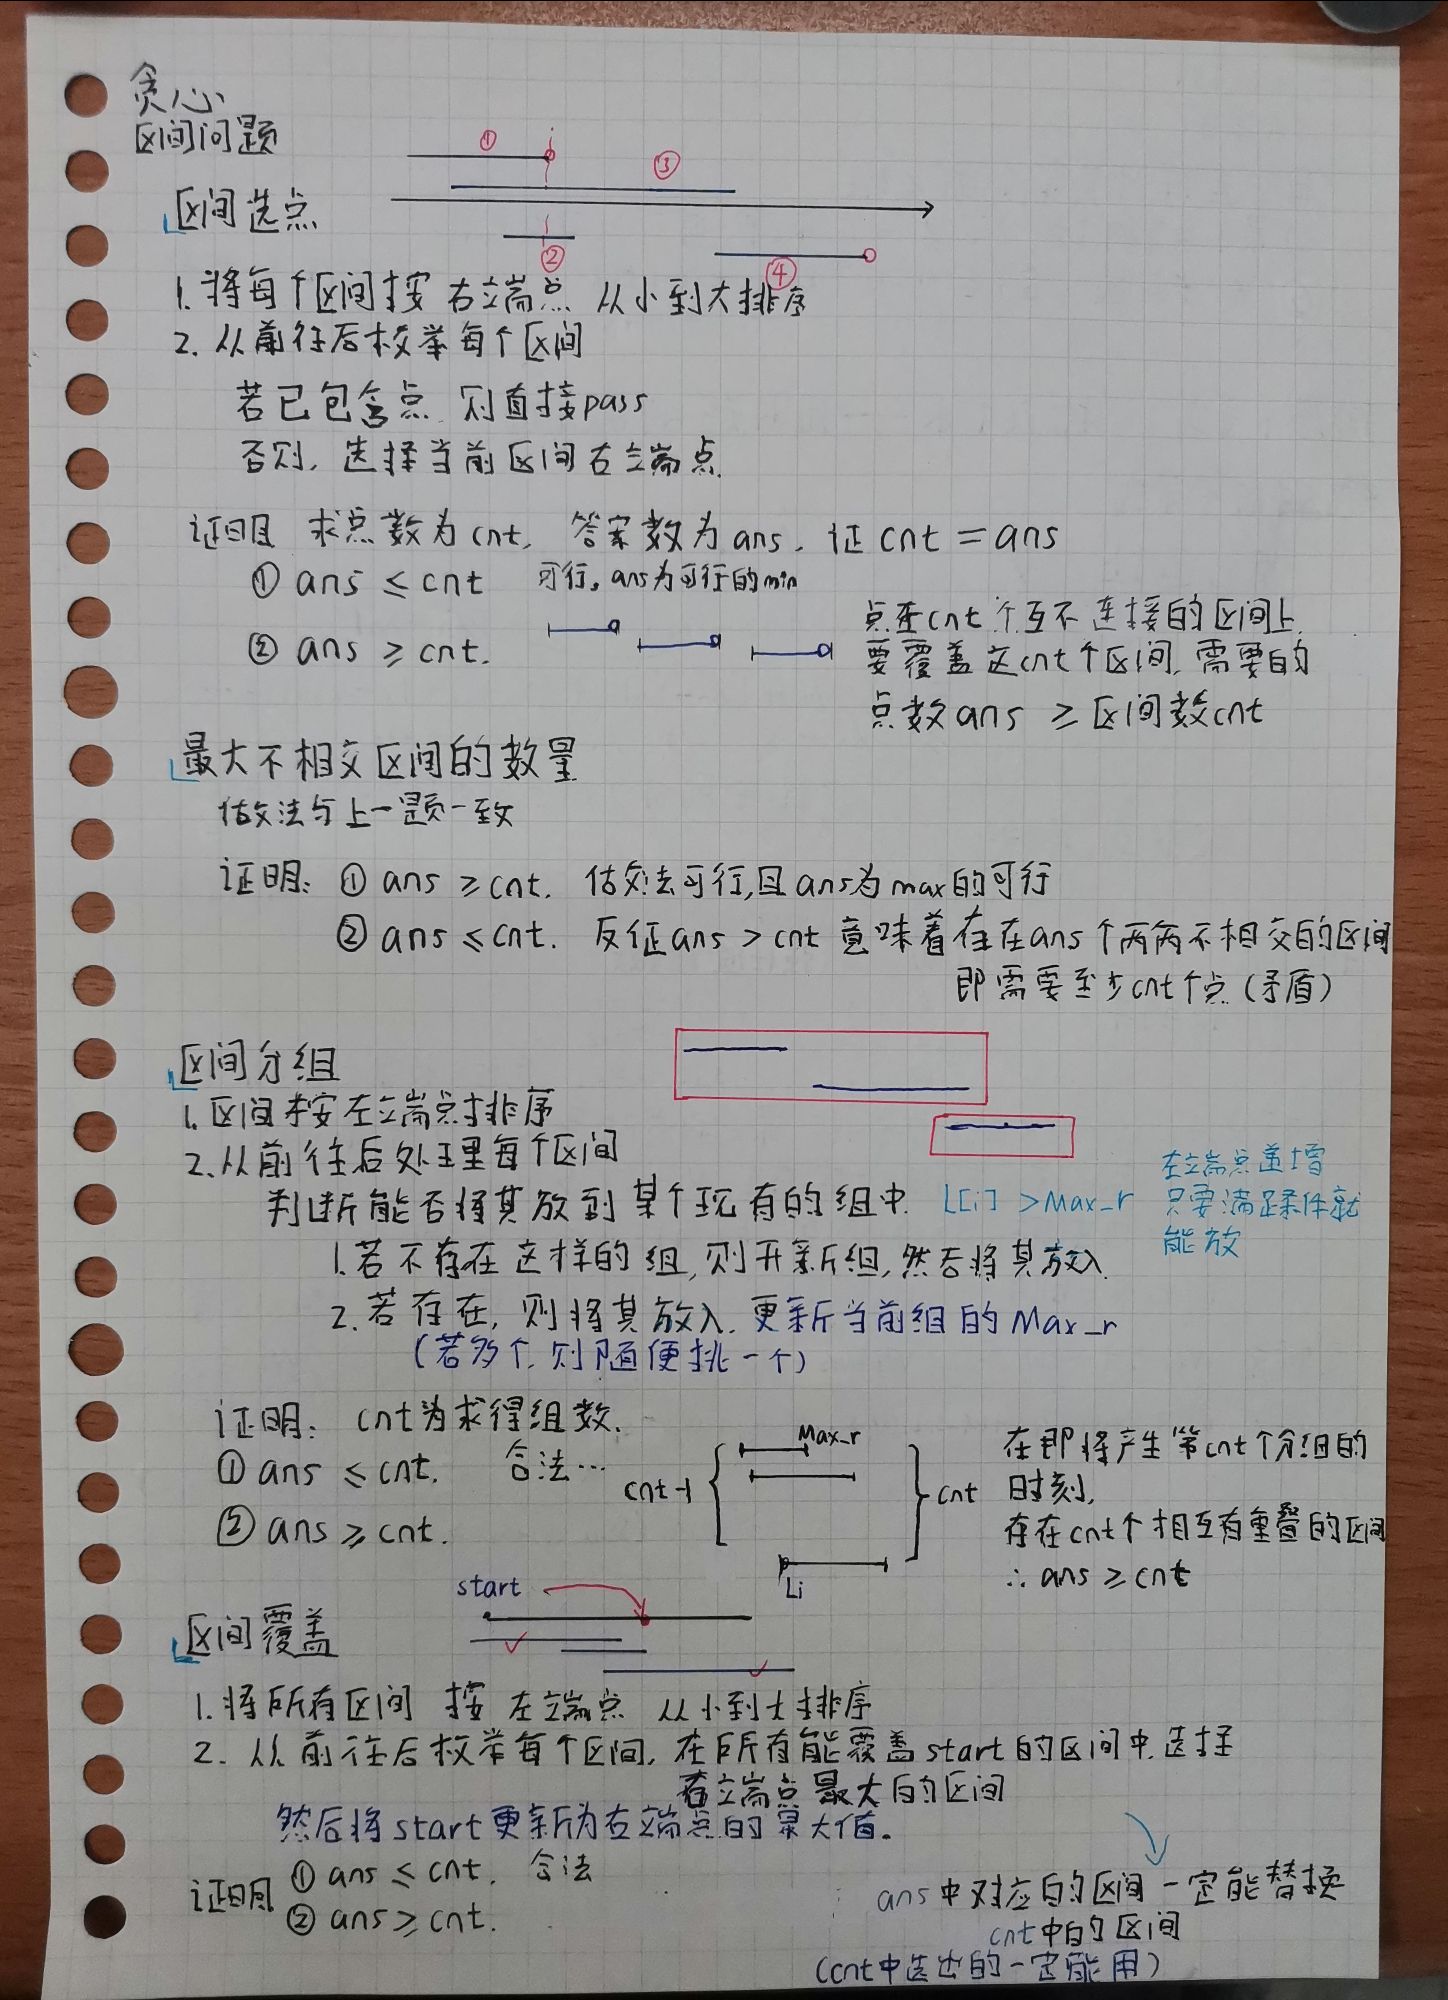 贪心
区间问题
① ③
区间选点
② ④
1. 将每个区间按右端点 从小到大排序
2. 从前往后枚举每个区间
若已包含点,则直接pass
否则,选择当前区间右端点.
证明 求点数为cnt, 答案数为ans, 证cnt=ans
① ans ≤ cnt 可行。ans为可行的min
② ans ≥ cnt.
点在cnt个互不连接的区间上,
要覆盖这cnt个区间,需要的
点数ans ≥ 区间数cnt
最大不相交区间的数量
做法与上一题一致
证明: ① ans ≥ cnt. 做法可行,且ans为max的可行
② ans ≤ cnt. 反证ans > cnt 意味着存在ans个两两不相交的区间
即需要至少cnt个点(矛盾)
区间分组
1. 区间按左端点排序
2. 从前往后处理每个区间
判断能否将其放到某个现有的组中. L[i] > Max_r
左端点递增
只要满足条件就
能放
1. 若不存在这样的组,则开新组,然后将其放入.
2. 若存在,则将其放入.更新当前组的Max_r
(若多个,则随便挑一个)
证明: cnt为求得组数.
① ans ≤ cnt. 合法…
② ans ≥ cnt.
Max_r
cnt-1 cnt
Li
在即将产生第cnt个分组的
时刻,
存在cnt个相互有重叠的区间
∴ ans ≥ cnt
start
区间覆盖
1. 将所有区间 按 左端点 从小到大排序
2. 从前往后枚举每个区间,在所有能覆盖start的区间中,选择
右端点最大的区间
然后将start更新为右端点的最大值。
证明 ① ans ≤ cnt. 合法
② ans ≥ cnt.
ans中对应的区间一定能替换
cnt中的区间
(cnt中选出的一定能用)